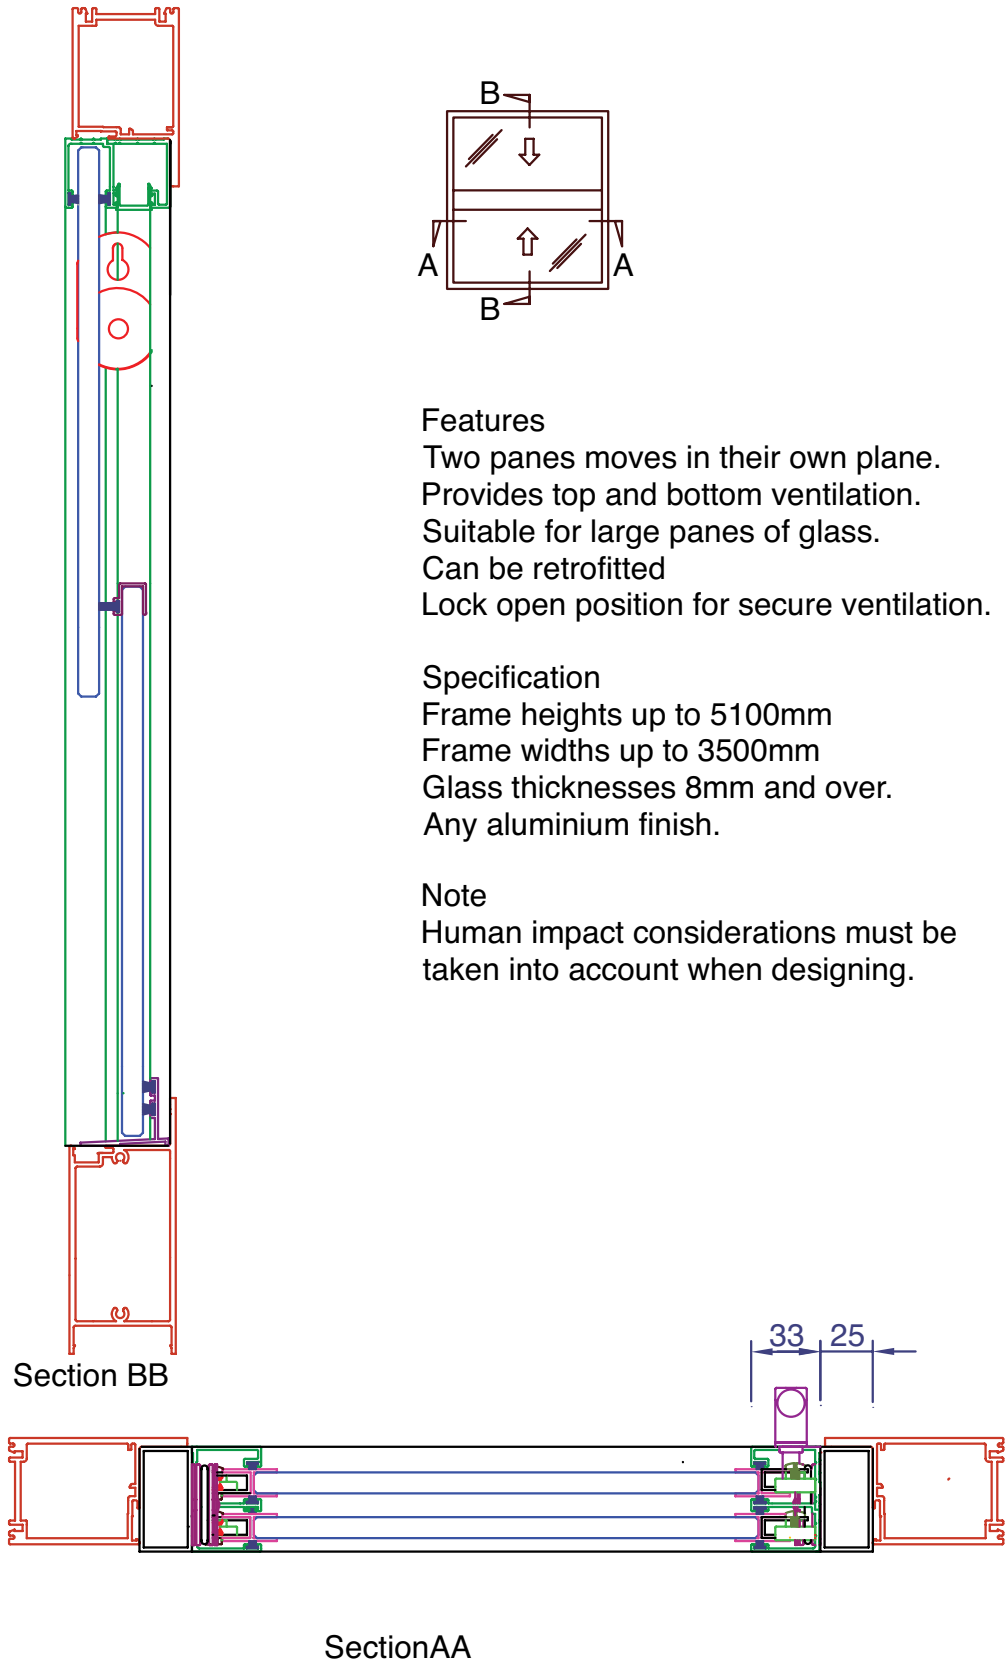 B
A
A
B
Features
Two panes moves in their own plane.
Provides top and bottom ventilation.
Suitable for large panes of glass.
Can be retrofitted
Lock open position for secure ventilation.
Specification
Frame heights up to 5100mm
Frame widths up to 3500mm
Glass thicknesses 8mm and over.
Any aluminium finish.
Note
Human impact considerations must be
taken into account when designing.
33 25
Section BB
SectionAA